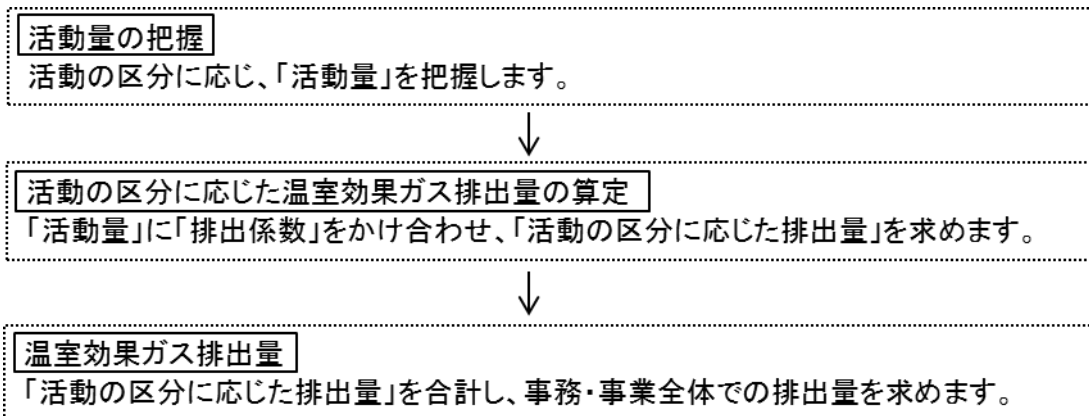 活動量の把握
活動の区分に応じ、「活動量」を把握します。
↓
活動の区分に応じた温室効果ガス排出量の算定
「活動量」に「排出係数」をかけ合わせ、「活動の区分に応じた排出量」を求めます。
↓
温室効果ガス排出量
「活動の区分に応じた排出量」を合計し、事務・事業全体での排出量を求めます。